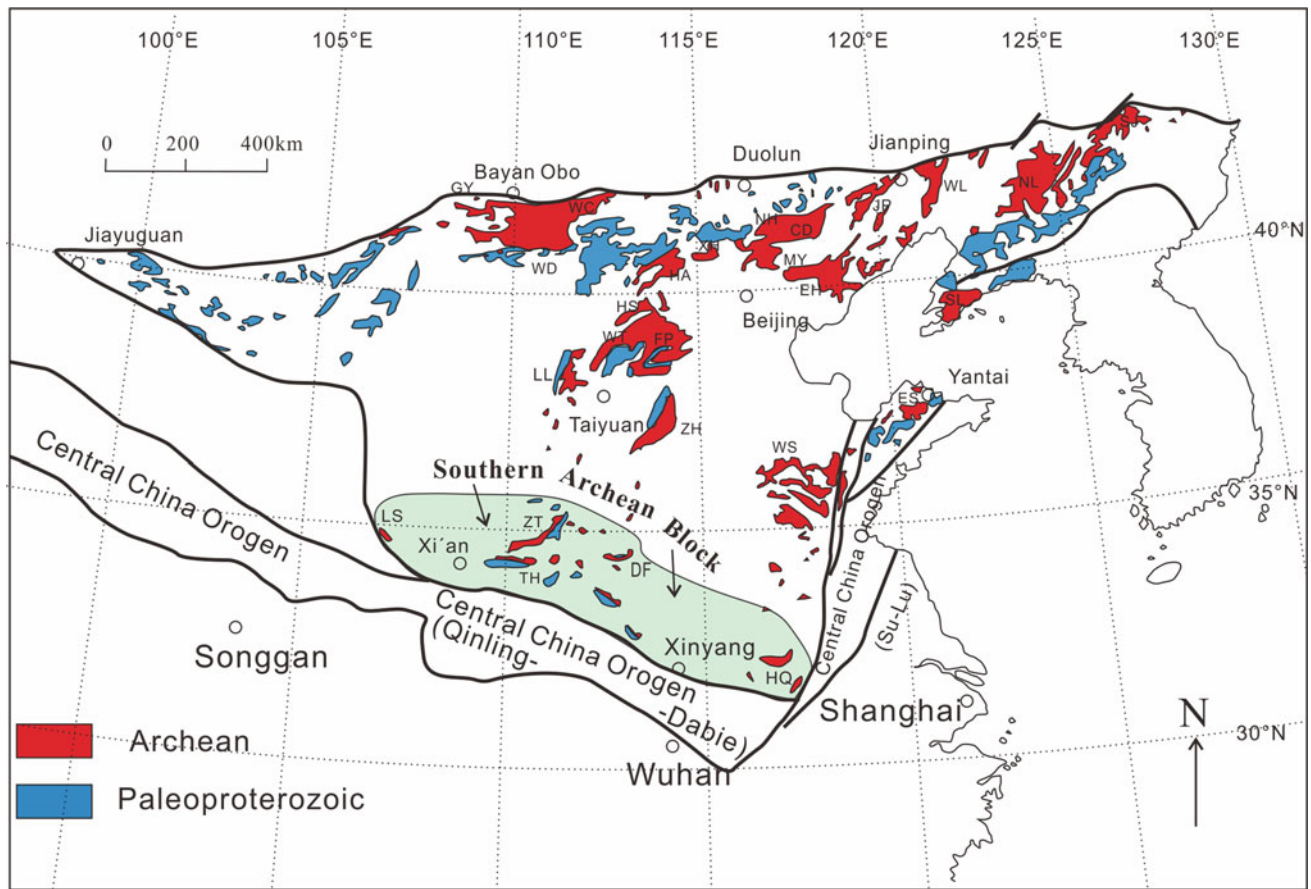 100°E
105°E
110°E
115°E
120°E
125°E
130°E
0 200 400km
Bayan Obo
Duolun
Jianping
GY
WC
NH
CD
JP
WL
NL
Jiayuguan
WD
XH
MY
HA
EH
40°N
HS
Beijing
SL
WT
FP
LL
Yantai
ES
Taiyuan
ZH
WS
Central China Orogen
Southern Archean Block
35°N
LS
ZT
Xi´an
TH
DF
Central China Orogen
(Qinling-
-Dabie)
Central China Orogen
(Su-Lu)
Songgan
Xinyang
HQ
Shanghai
N
30°N
Wuhan
Archean
Paleoproterozoic